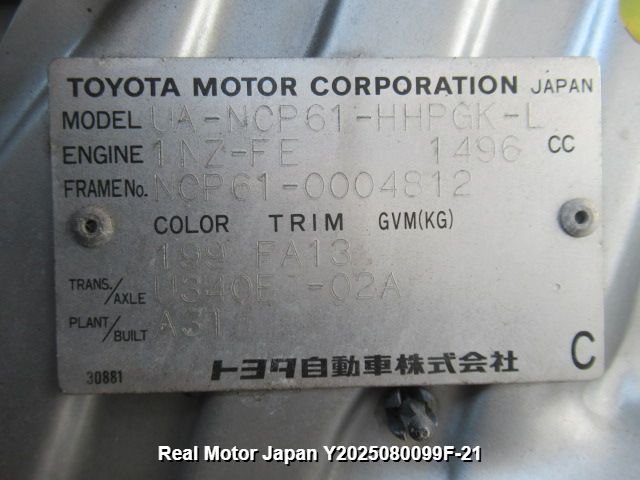 TOYOTA MOTOR CORPORATION JAPAN
MODEL UA-NCP61-HHPGK-L
ENGINE 1NZ-FE 1496 CC
FRAME No. NCP61-0004812
COLOR TRIM GVM(KG)
199 FA13
TRANS./AXLE U340E -02A
PLANT/BUILT A31
30881 トヨタ自動車株式会社 C
Real Motor Japan Y2025080099F-21